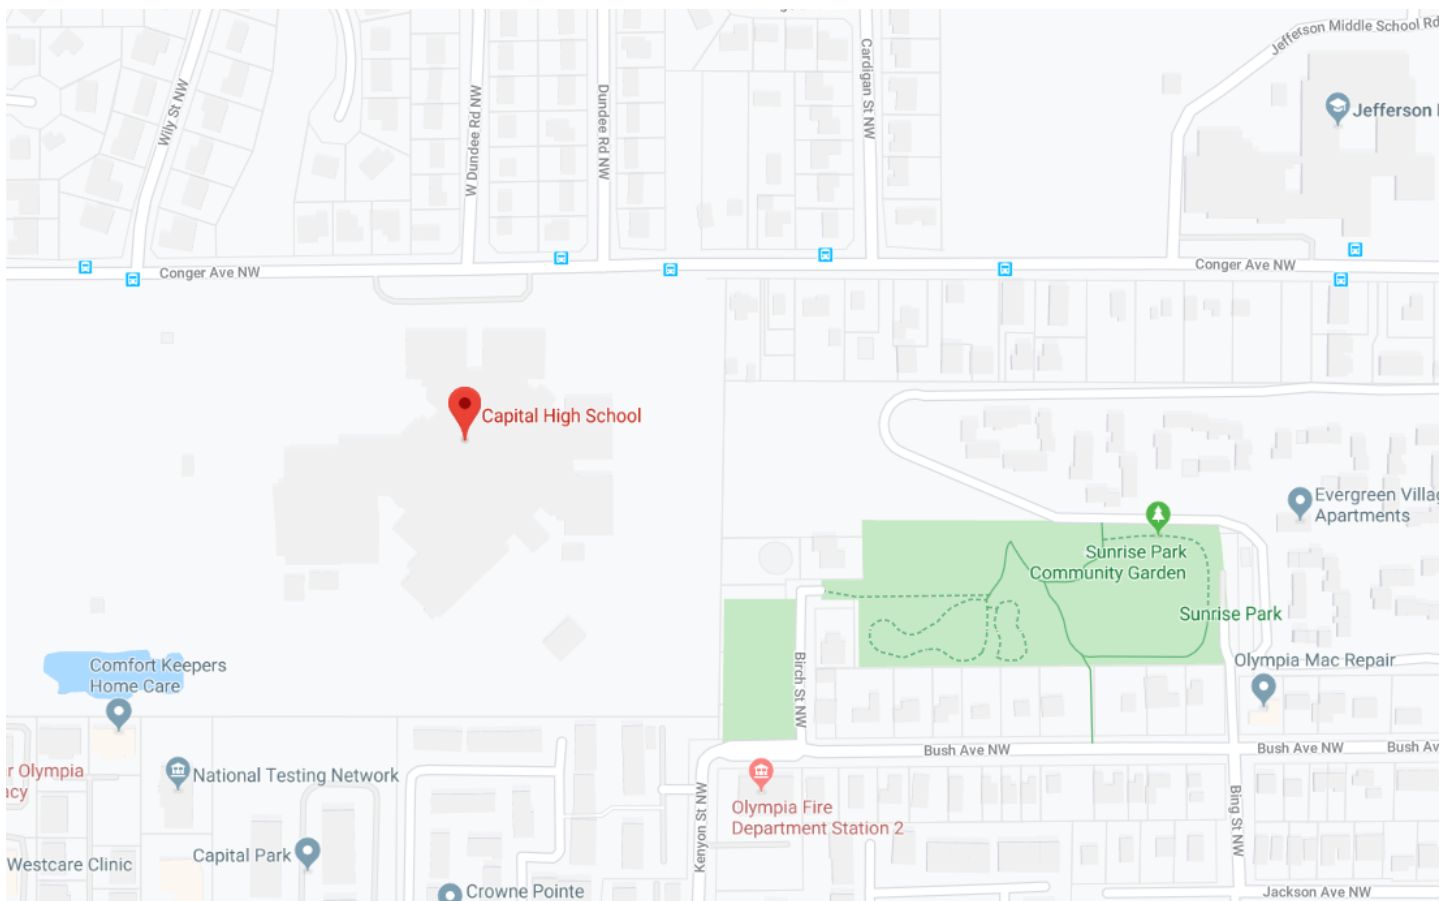 Jefferson Middle School Rd
Cardigan St NW
Wily St NW
W Dundee Rd NW
Dundee Rd NW
Jefferson
Conger Ave NW
Conger Ave NW
Capital High School
Evergreen Villag
Apartments
Sunrise Park
Community Garden
Sunrise Park
Comfort Keepers
Home Care
Birch St NW
Olympia Mac Repair
Bush Ave NW
Bush Ave NW
Bush Av
r Olympia
acy
National Testing Network
Kenyon St NW
Olympia Fire
Department Station 2
Bing St NW
Westcare Clinic
Capital Park
Crowne Pointe
Jackson Ave NW